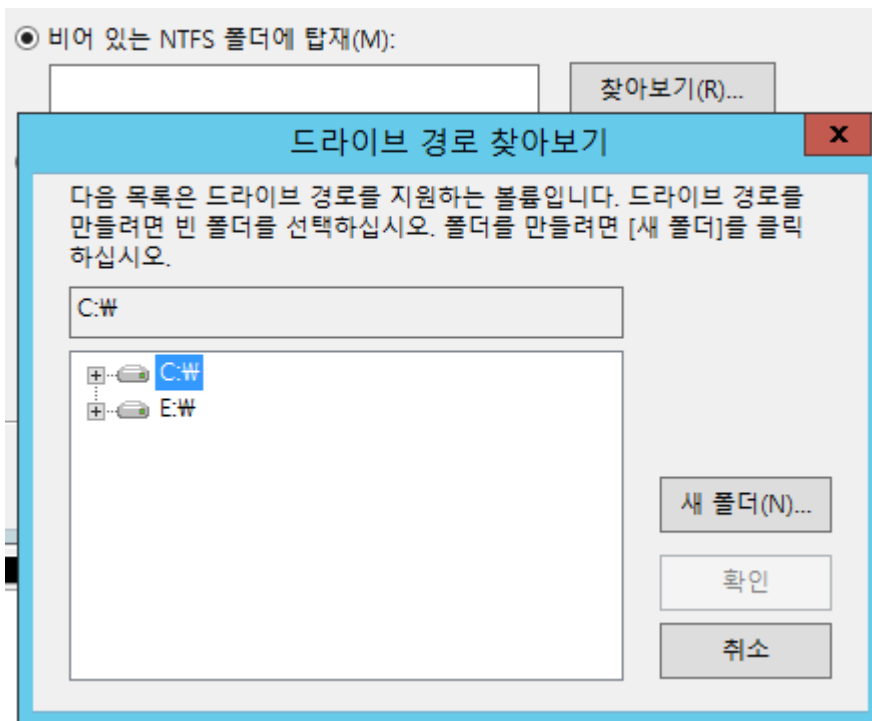 비어 있는 NTFS 폴더에 탑재(M):
찾아보기(R)...
드라이브 경로 찾아보기
x
다음 목록은 드라이브 경로를 지원하는 볼륨입니다. 드라이브 경로를
만들려면 빈 폴더를 선택하십시오. 폴더를 만들려면 [새 폴더]를 클릭
하십시오.
C:₩
C:₩
E:₩
새 폴더(N)...
확인
취소